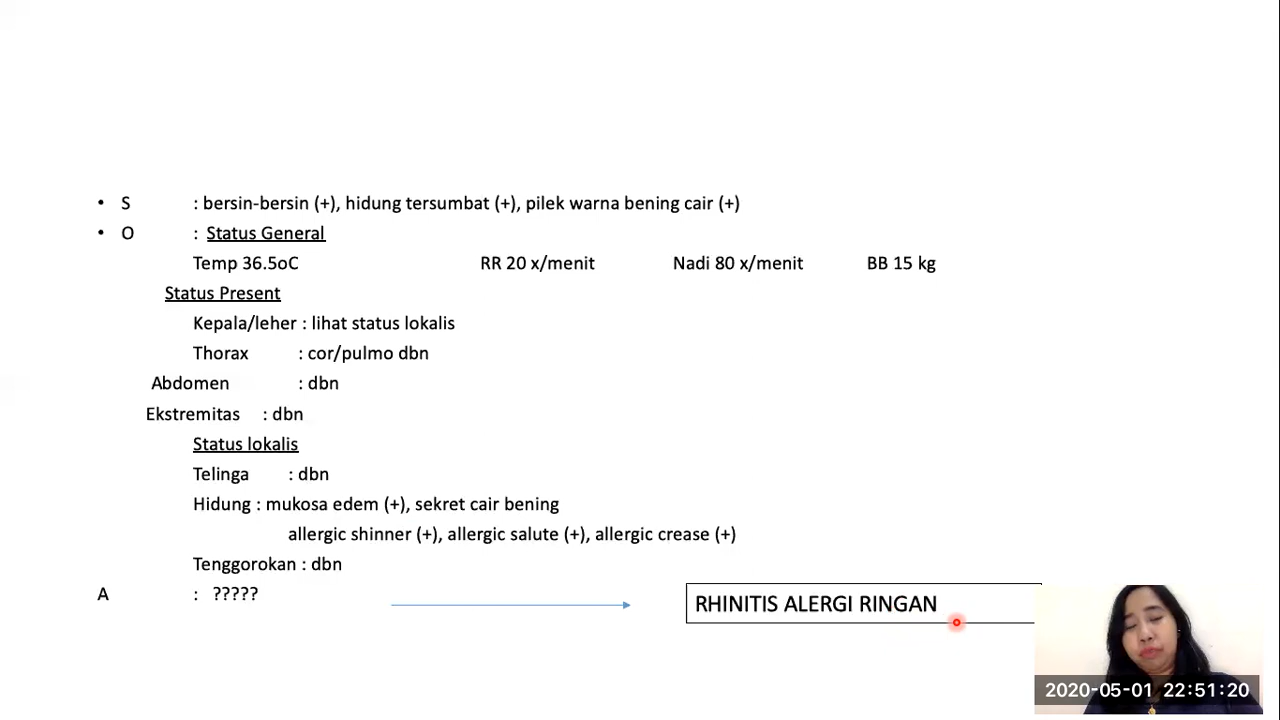 • S : bersin-bersin (+), hidung tersumbat (+), pilek warna bening cair (+)
• O : Status General
Temp 36.5oC RR 20 x/menit Nadi 80 x/menit BB 15 kg
Status Present
Kepala/leher : lihat status lokalis
Thorax : cor/pulmo dbn
Abdomen : dbn
Ekstremitas : dbn
Status lokalis
Telinga : dbn
Hidung : mukosa edem (+), sekret cair bening
allergic shinner (+), allergic salute (+), allergic crease (+)
Tenggorokan : dbn
A : ?????
RHINITIS ALERGI RINGAN
2020-05-01 22:51:20